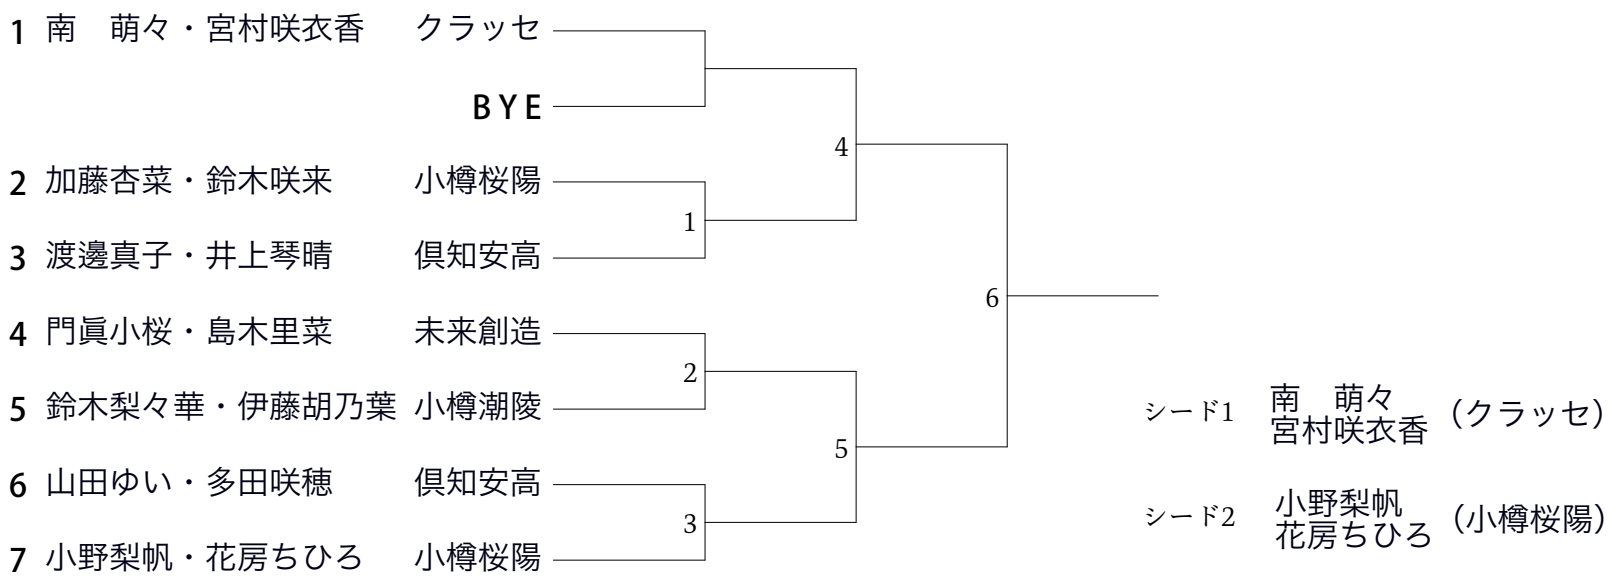 1 南　萌々・宮村咲衣香 クラッセ
BYE
4
2 加藤杏菜・鈴木咲来 小樽桜陽
1
3 渡邊真子・井上琴晴 倶知安高
6
4 門眞小桜・島木里菜 未来創造
2
5 鈴木梨々華・伊藤胡乃葉 小樽潮陵
5
6 山田ゆい・多田咲穂 倶知安高
3
7 小野梨帆・花房ちひろ 小樽桜陽
シード1 南　萌々
宮村咲衣香 （クラッセ）
シード2 小野梨帆
花房ちひろ （小樽桜陽）